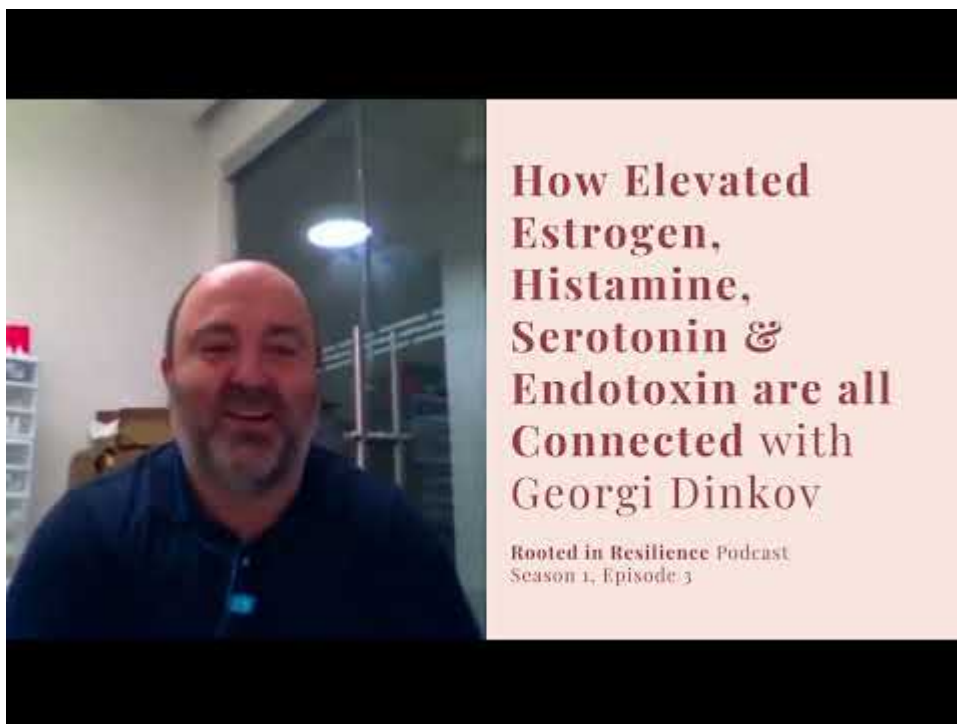 How Elevated
Estrogen,
Histamine,
Serotonin &
Endotoxin are all
Connected with
Georgi Dinkov
Rooted in Resilience Podcast
Season 1, Episode 3